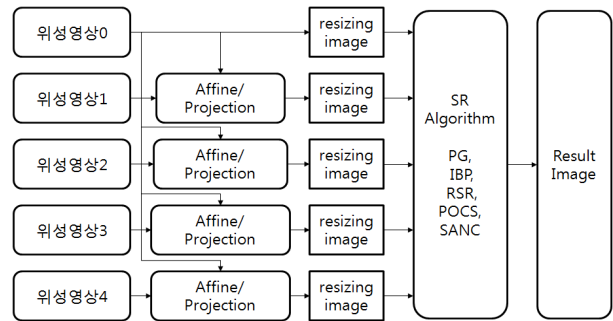 위성영상0
resizing
image
위성영상1
Affine/
Projection
resizing
image
위성영상2
Affine/
Projection
resizing
image
위성영상3
Affine/
Projection
resizing
image
위성영상4
Affine/
Projection
resizing
image
SR
Algorithm
PG,
IBP,
RSR,
POCS,
SANC
Result
Image